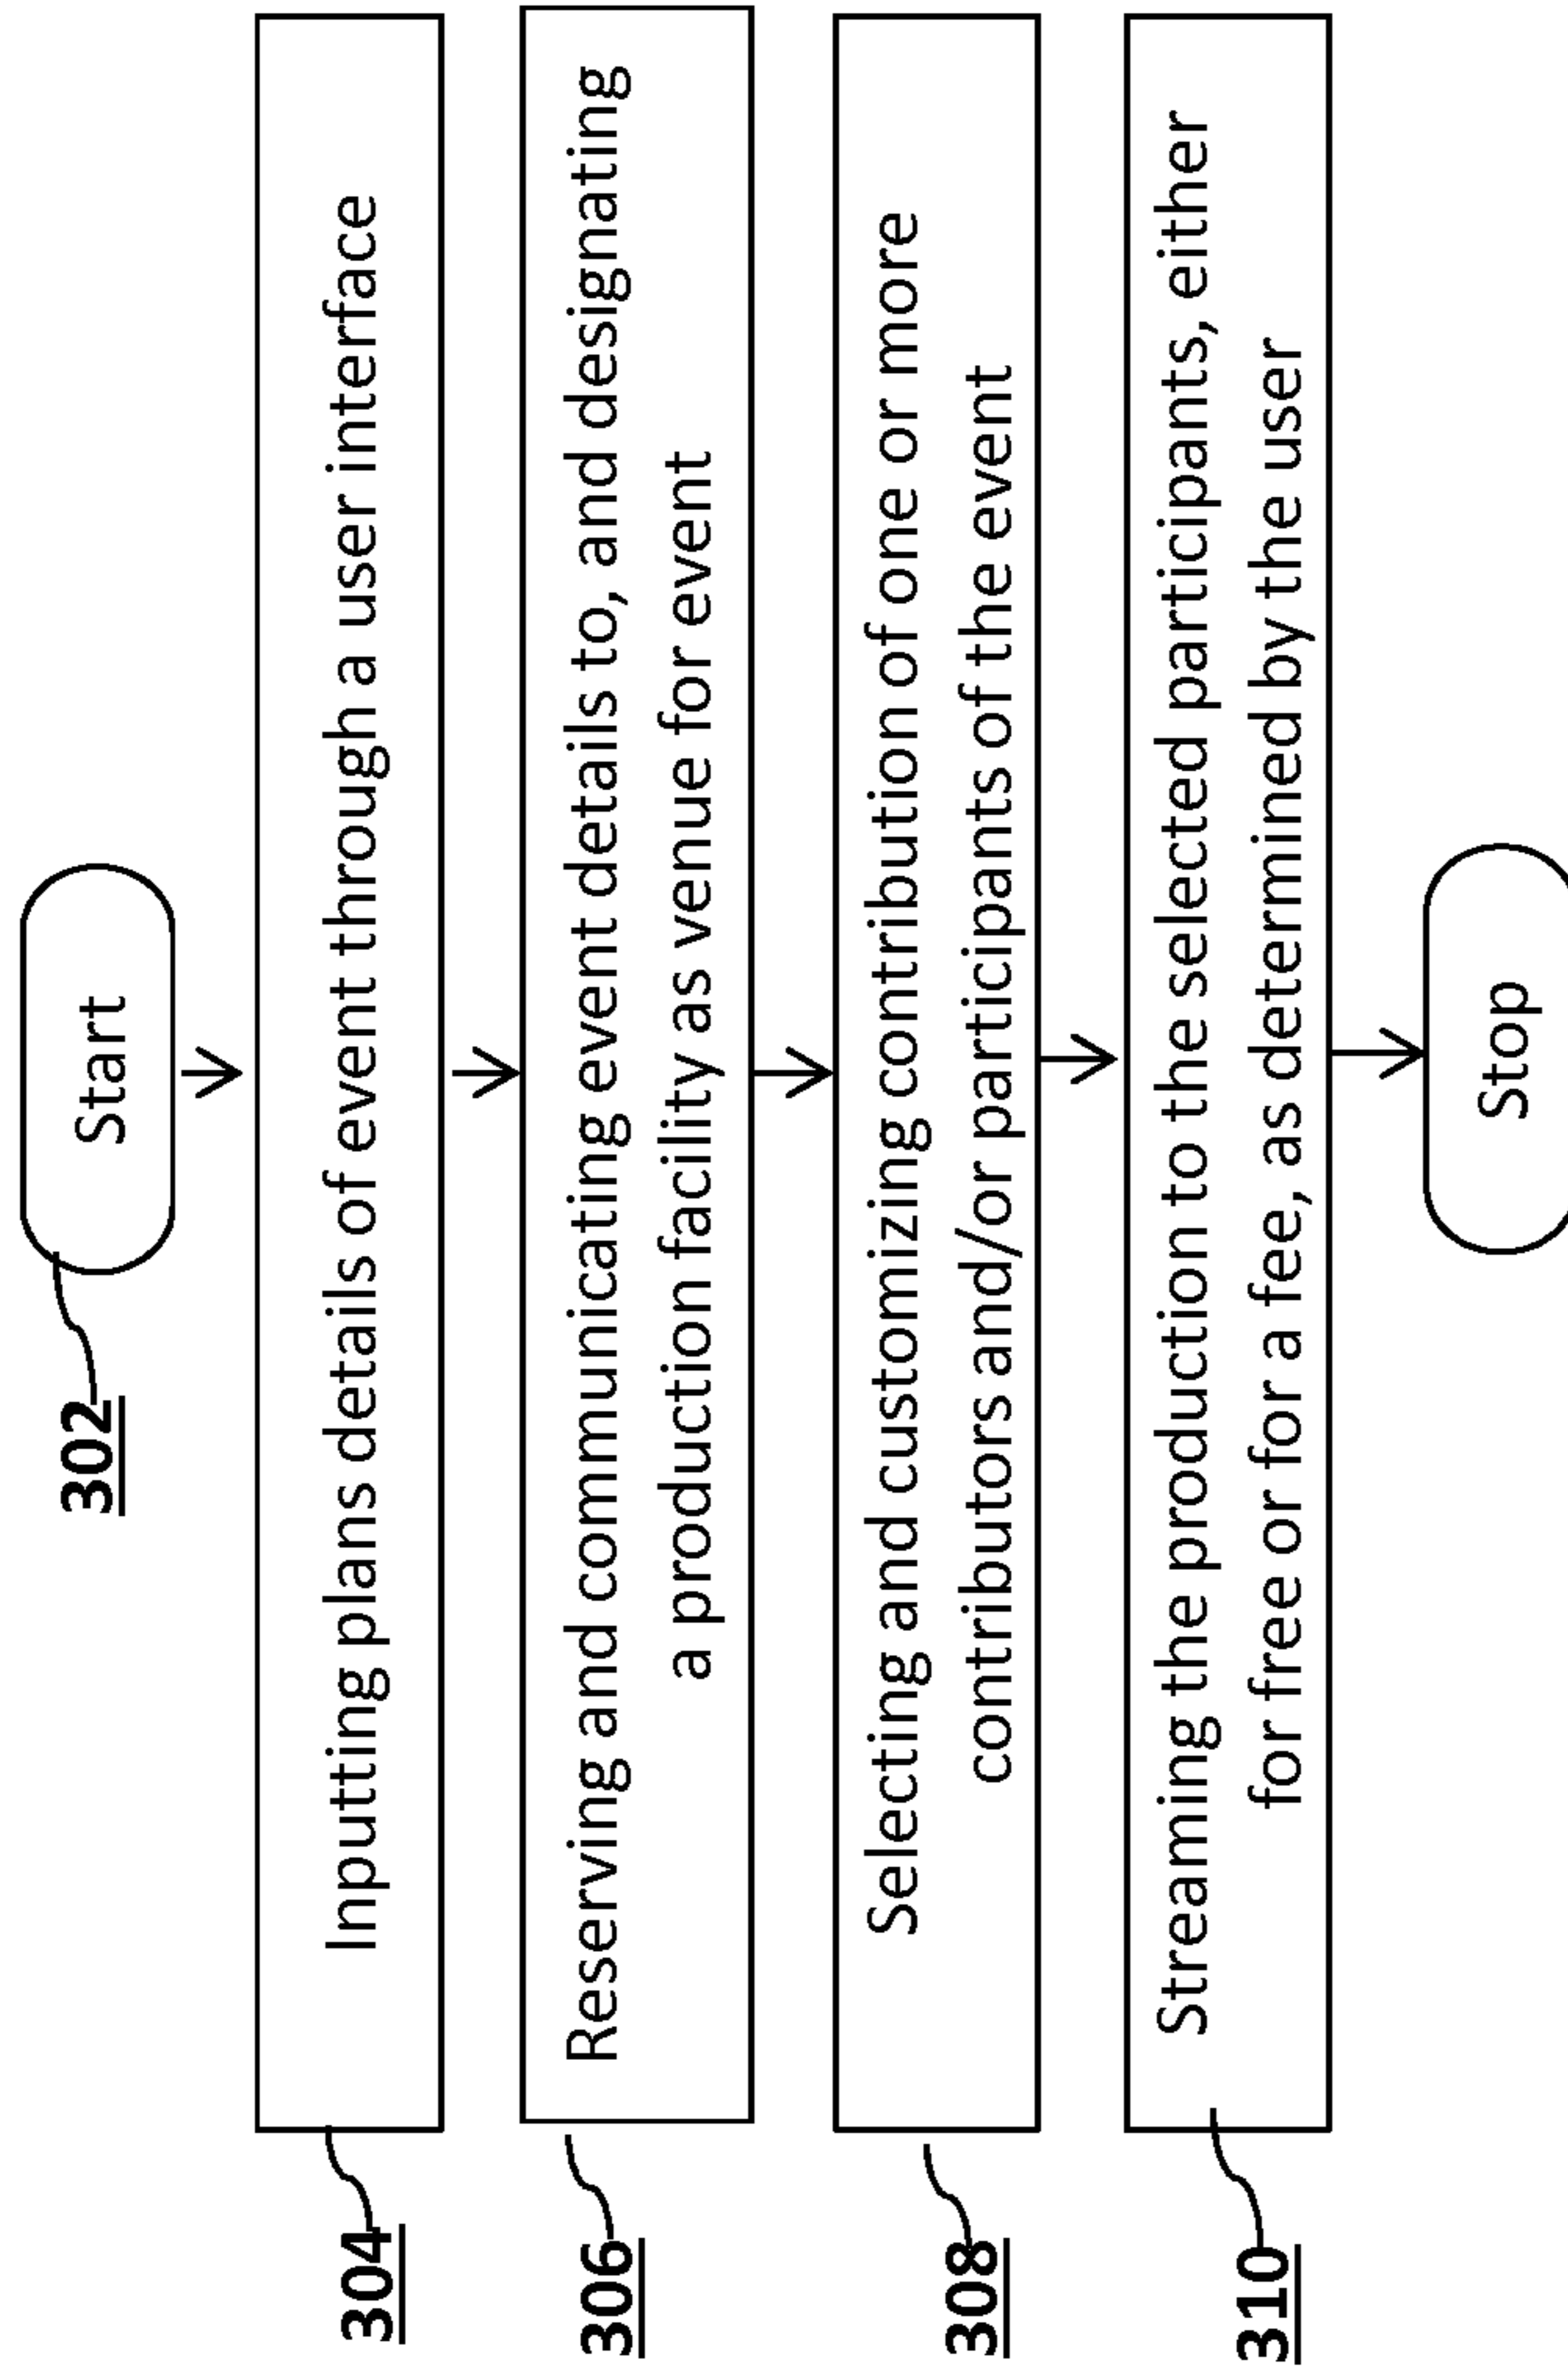 302
Start
304
Inputting plans details of event through a user interface
306
Reserving and communicating event details to, and designating
a production facility as venue for event
308
Selecting and customizing contribution of one or more
contributors and/or participants of the event
310
Streaming the production to the selected participants, either
for free or for a fee, as determined by the user
Stop